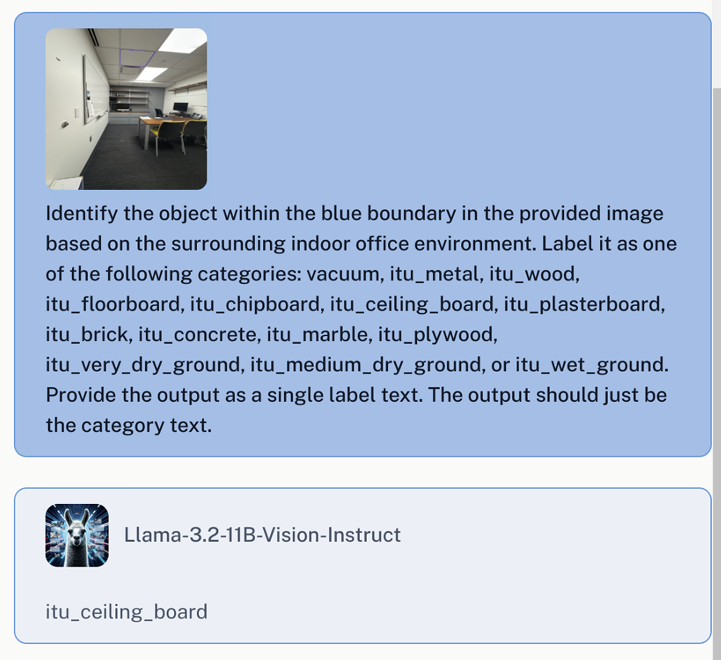 Identify the object within the blue boundary in the provided image
based on the surrounding indoor office environment. Label it as one
of the following categories: vacuum, itu_metal, itu_wood,
itu_floorboard, itu_chipboard, itu_ceiling_board, itu_plasterboard,
itu_brick, itu_concrete, itu_marble, itu_plywood,
itu_very_dry_ground, itu_medium_dry_ground, or itu_wet_ground.
Provide the output as a single label text. The output should just be
the category text.
Llama-3.2-11B-Vision-Instruct
itu_ceiling_board